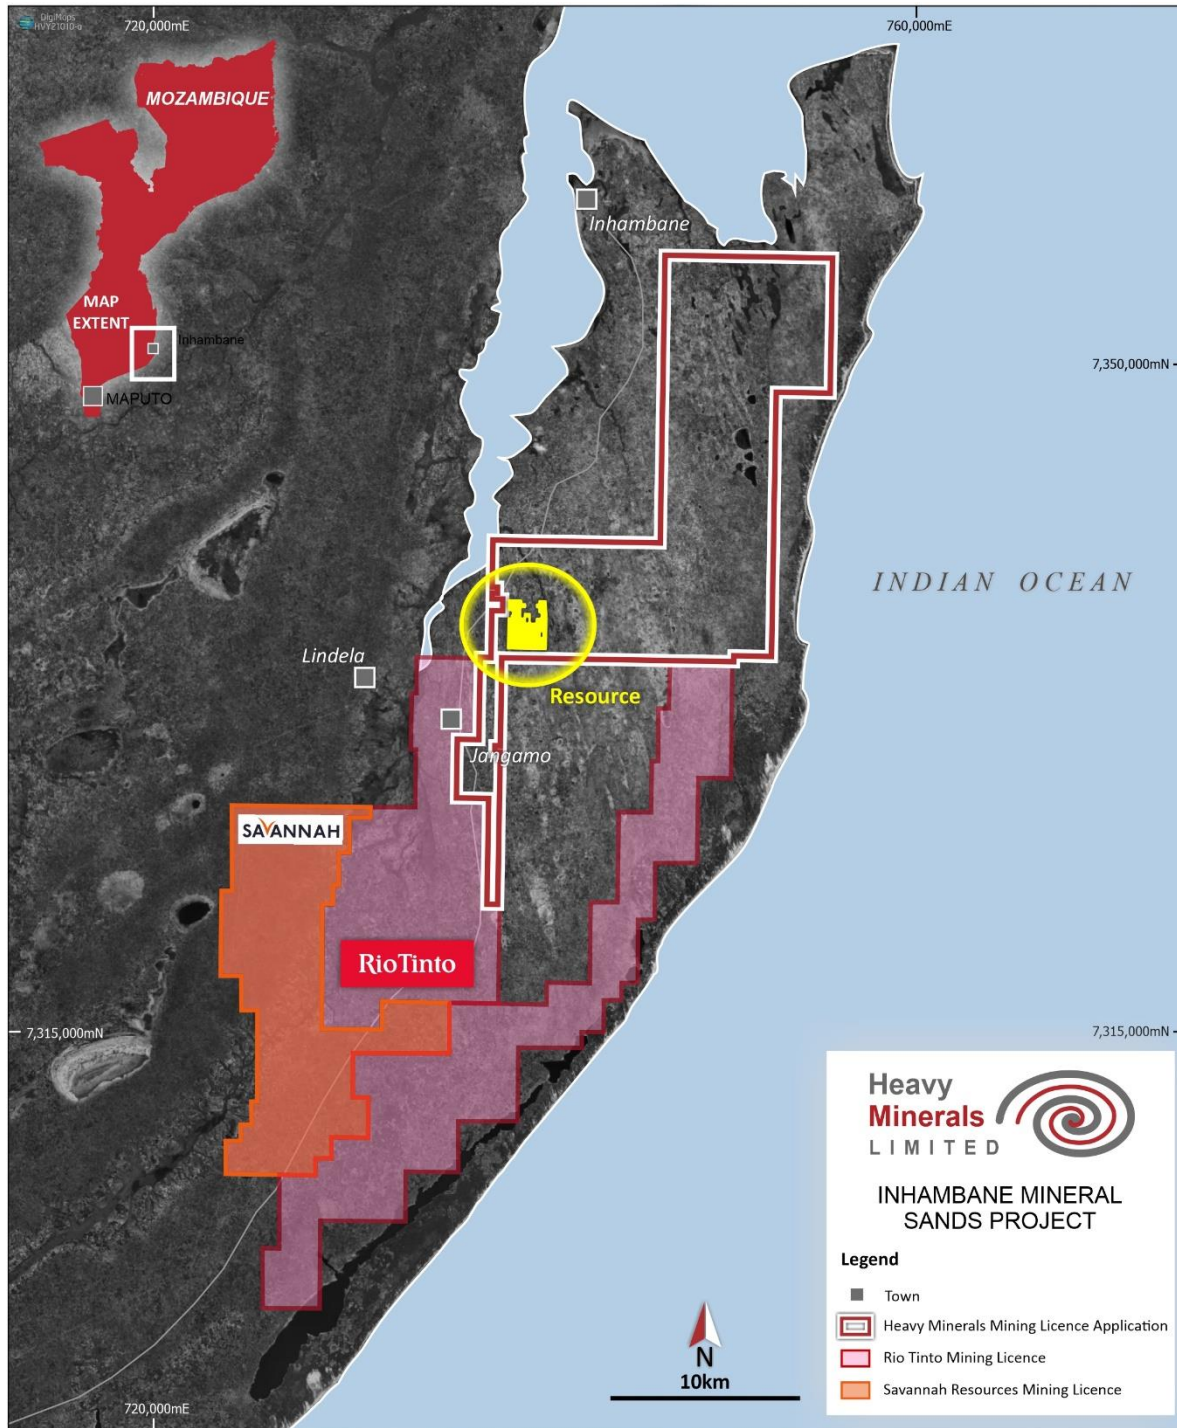 DigiMaps
HVY21010-a
720,000mE
760,000mE
MOZAMBIQUE
Inhambane
MAP
EXTENT
Inhambane
MAPUTO
7,350,000mN
INDIAN OCEAN
Lindela
Resource
Jangamo
SAVANNAH
RioTinto
7,315,000mN
7,315,000mN
Heavy
Minerals
LIMITED
INHAMBANE MINERAL
SANDS PROJECT
Legend
Town
Heavy Minerals Mining Licence Application
Rio Tinto Mining Licence
Savannah Resources Mining Licence
N
10km
720,000mE